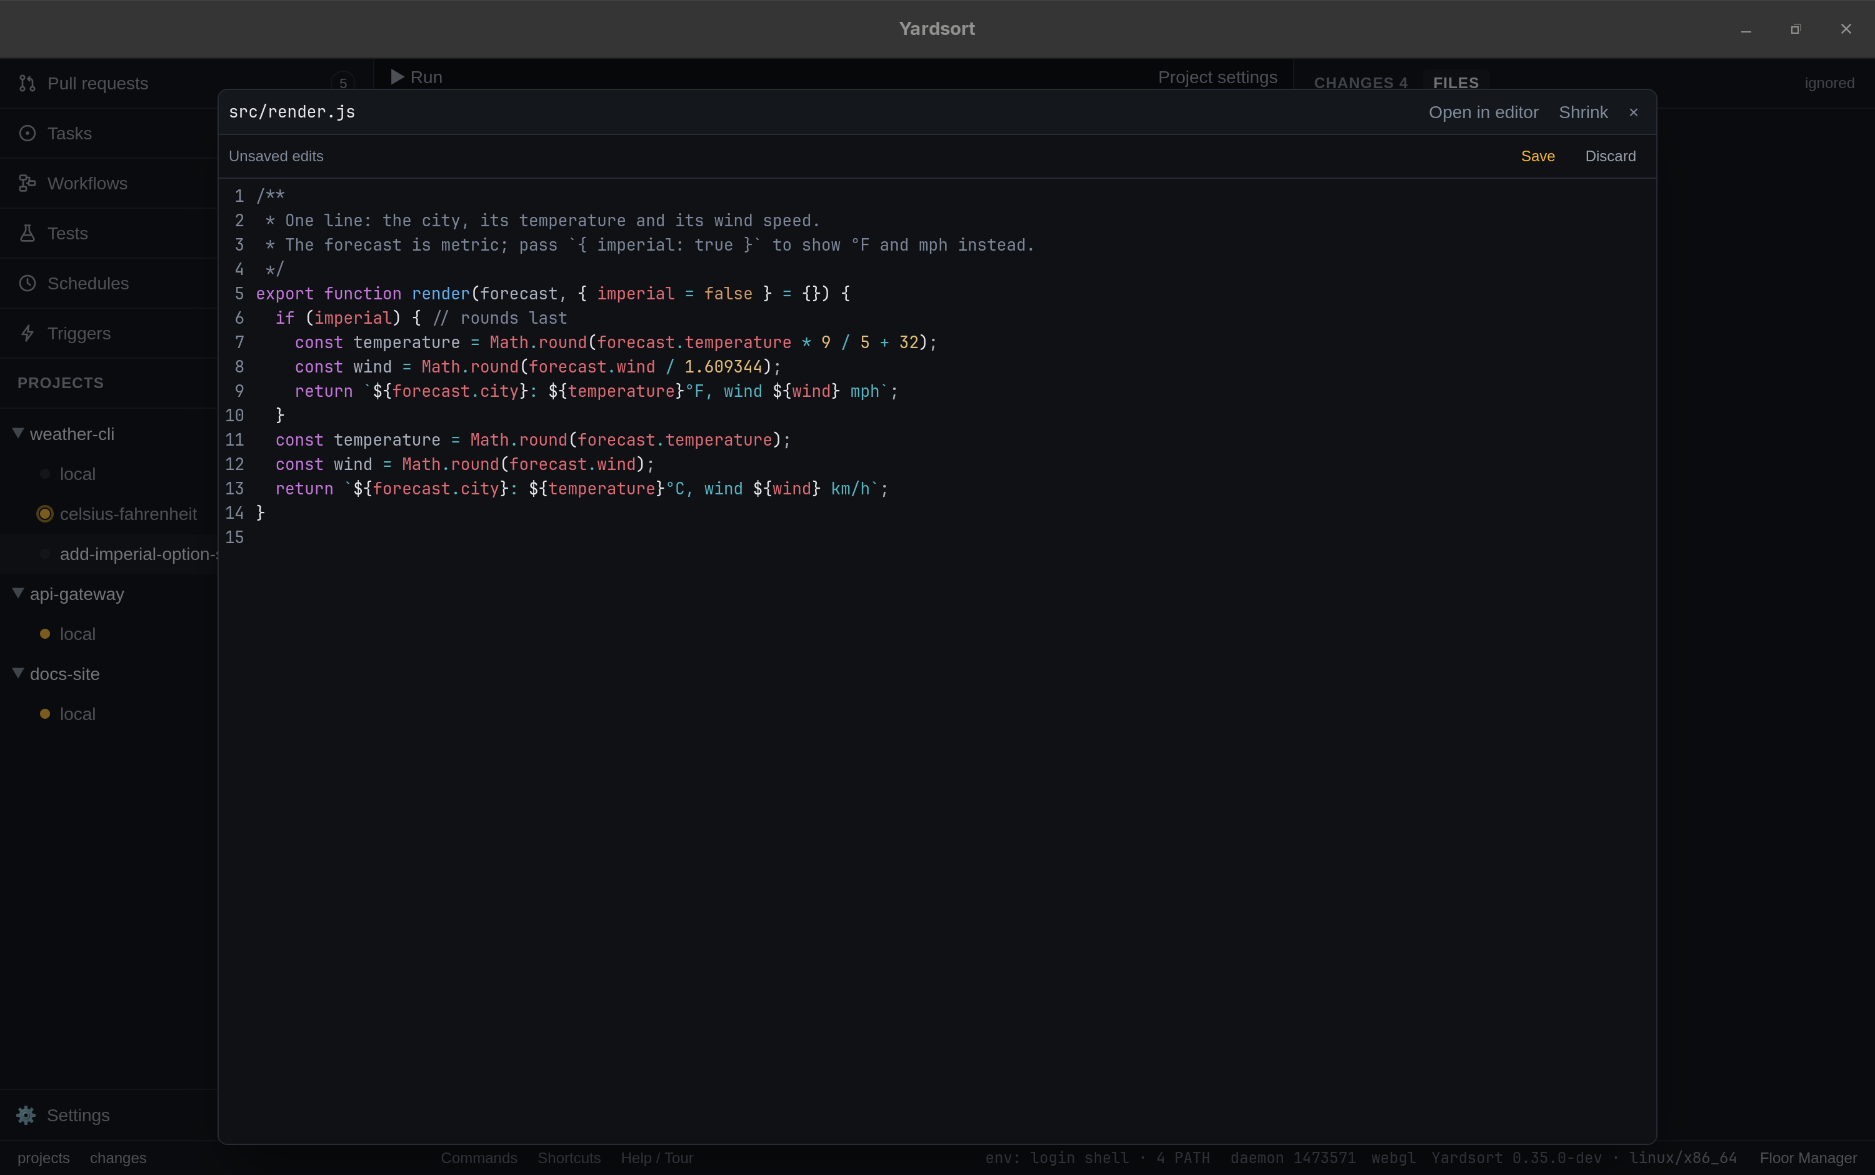 Yardsort
Pull requests 5
Run
Project settings
CHANGES 4 FILES
ignored
src/render.js
Open in editor Shrink ×
Tasks
Unsaved edits
Save Discard
Workflows
Tests
Schedules
Triggers
PROJECTS
weather-cli
local
celsius-fahrenheit
add-imperial-option-
api-gateway
local
docs-site
local
1 /**
2  * One line: the city, its temperature and its wind speed.
3  * The forecast is metric; pass `{ imperial: true }` to show °F and mph instead.
4  */
5 export function render(forecast, { imperial = false } = {}) {
6   if (imperial) { // rounds last
7     const temperature = Math.round(forecast.temperature * 9 / 5 + 32);
8     const wind = Math.round(forecast.wind / 1.609344);
9     return `${forecast.city}: ${temperature}°F, wind ${wind} mph`;
10   }
11   const temperature = Math.round(forecast.temperature);
12   const wind = Math.round(forecast.wind);
13   return `${forecast.city}: ${temperature}°C, wind ${wind} km/h`;
14 }
15
Settings
projects changes
Commands Shortcuts Help / Tour
env: login shell · 4 PATH daemon 1473571 webgl Yardsort 0.35.0-dev · linux/x86_64 Floor Manager